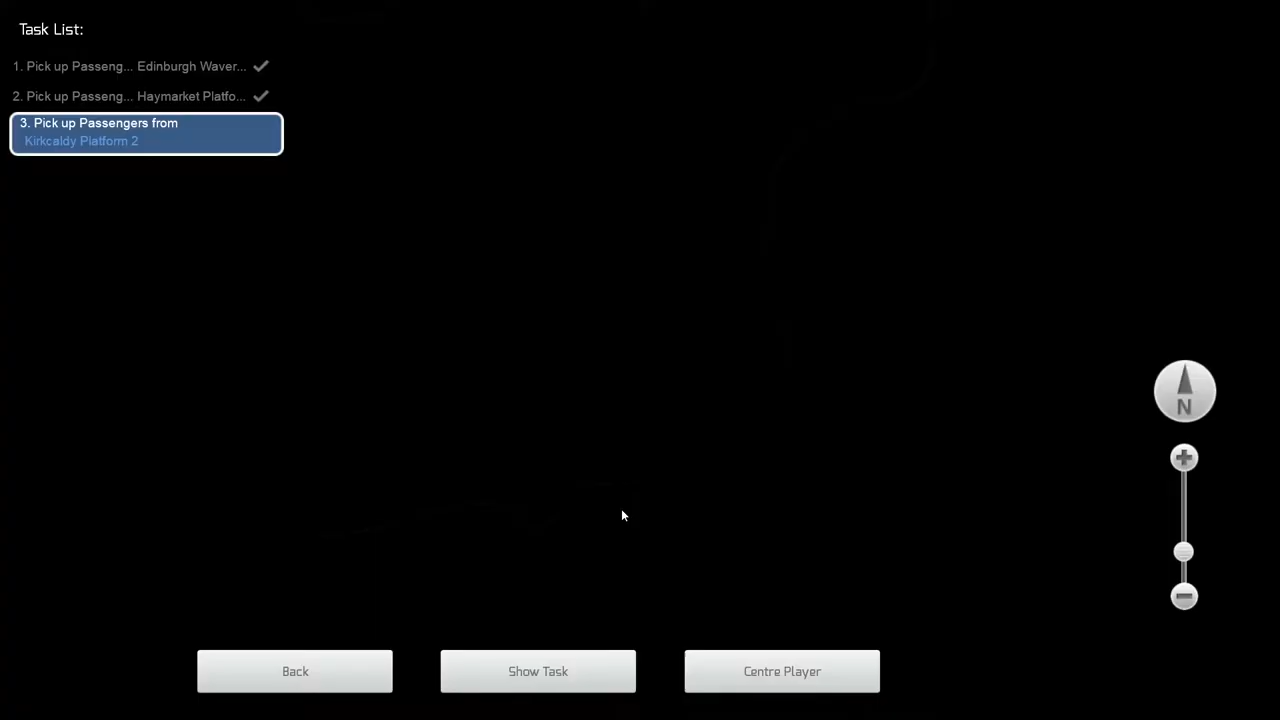 Task List:
1. Pick up Passeng... Edinburgh Waver...
2. Pick up Passeng... Haymarket Platfo...
3. Pick up Passengers from
Kirkcaldy Platform 2
N
Back
Show Task
Centre Player